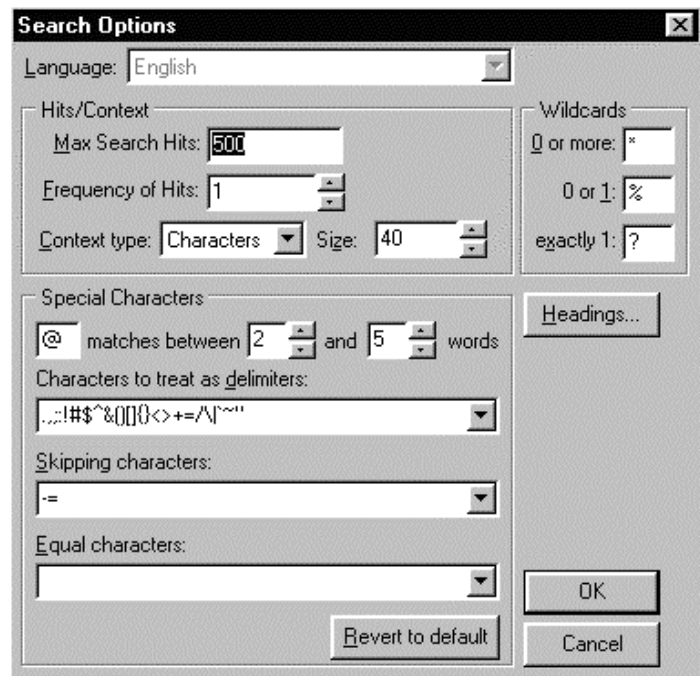 Search Options
Language: English
Hits/Context
Max Search Hits: 500
Frequency of Hits: 1
Context type: Characters Size: 40
Wildcards
0 or more: *
0 or 1: %
exactly 1: ?
Special Characters
@ matches between 2 and 5 words
Characters to treat as delimiters:
.,;:!#$^&()[]{}<>+=/\|`~"
Skipping characters:
-=
Equal characters:
Revert to default
Headings...
OK
Cancel